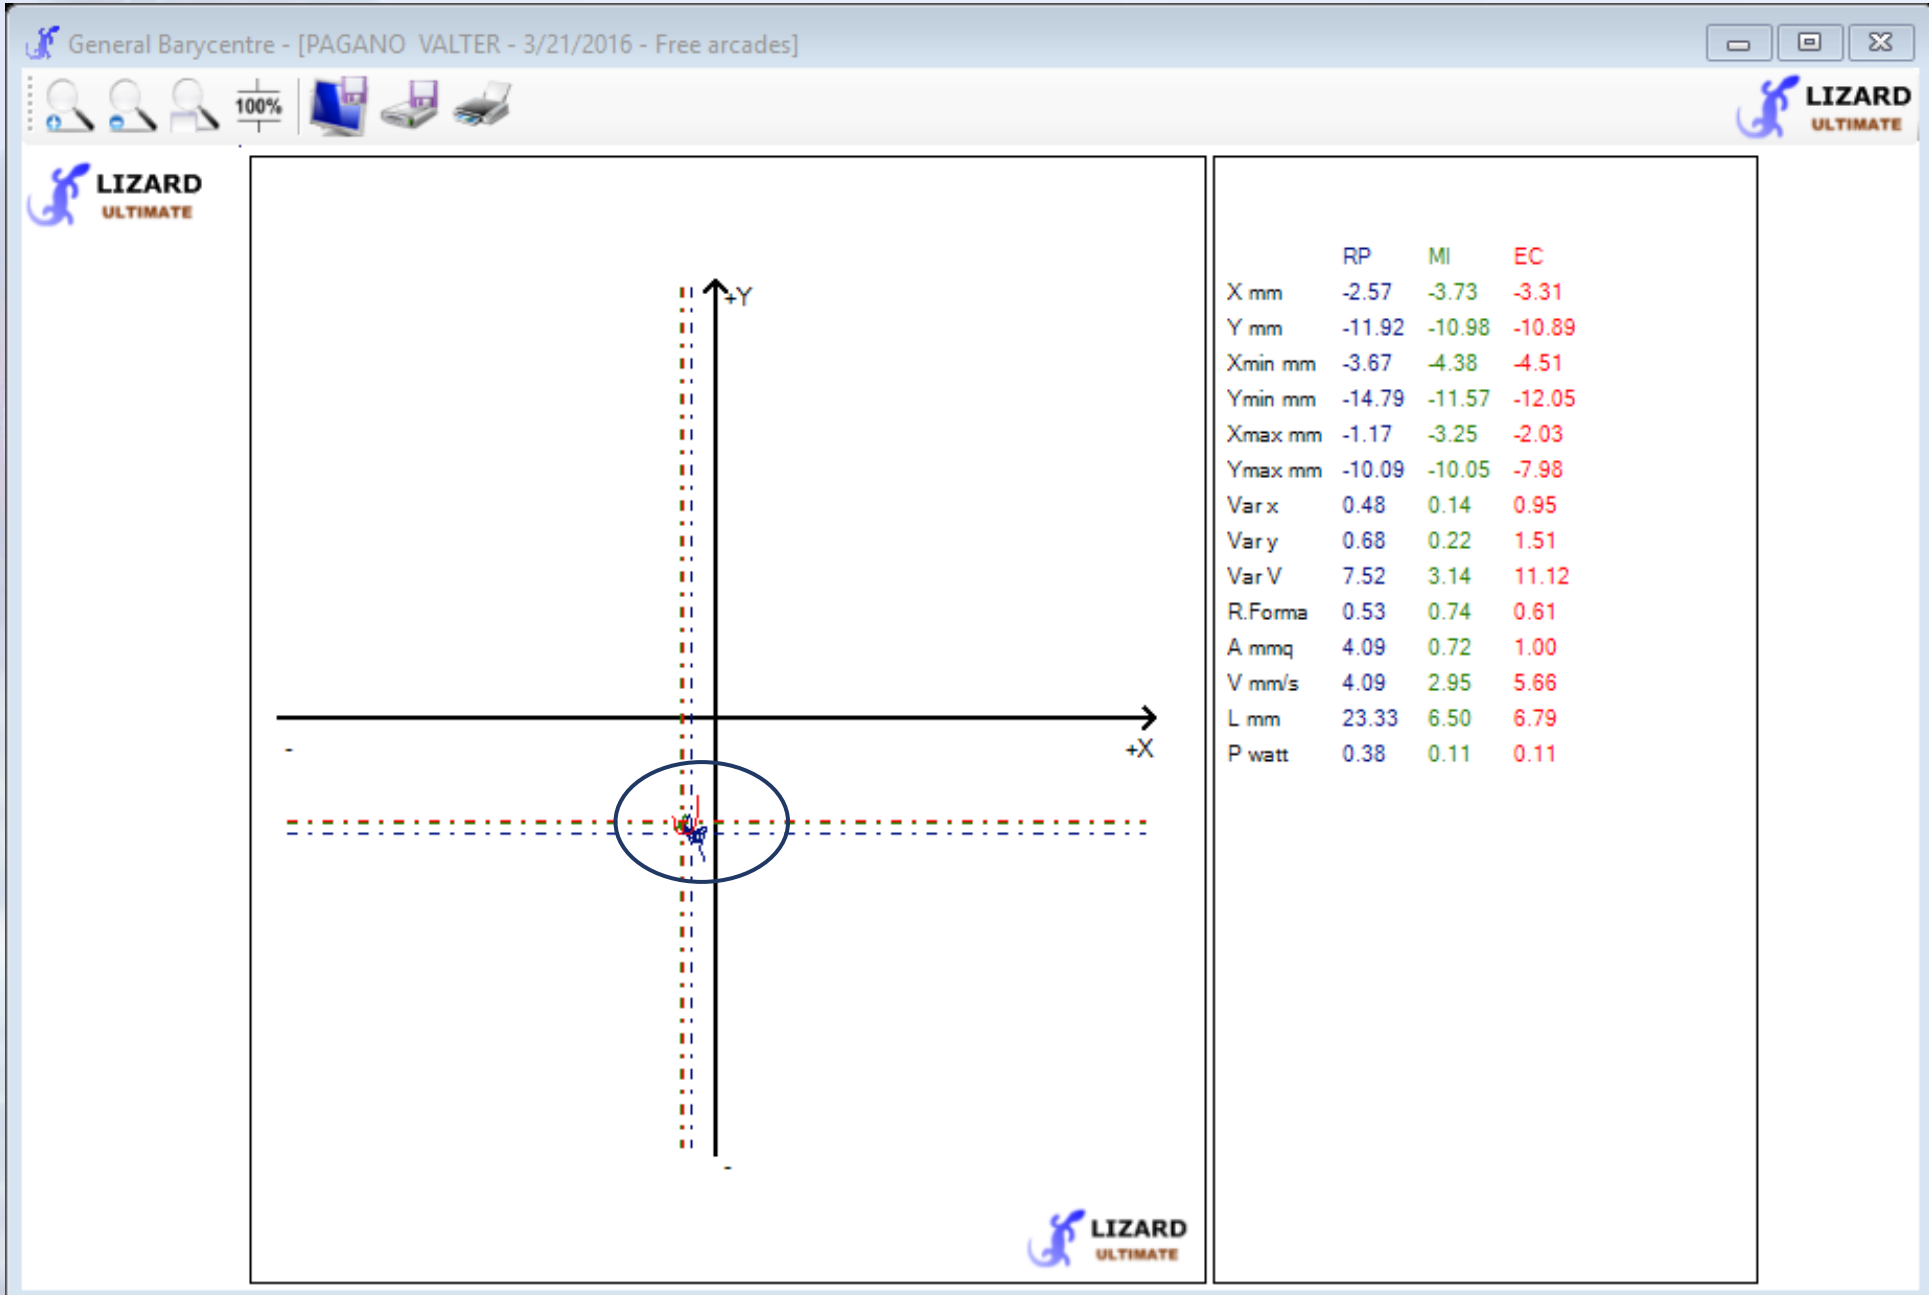 General Barycentre - [PAGANO VALTER - 3/21/2016 - Free arcades]
100%
LIZARD
ULTIMATE
LIZARD
ULTIMATE
+Y
-
+X
-
LIZARD
ULTIMATE
RP MI EC
X mm -2.57 -3.73 -3.31
Y mm -11.92 -10.98 -10.89
Xmin mm -3.67 -4.38 -4.51
Ymin mm -14.79 -11.57 -12.05
Xmax mm -1.17 -3.25 -2.03
Ymax mm -10.09 -10.05 -7.98
Var x 0.48 0.14 0.95
Var y 0.68 0.22 1.51
Var V 7.52 3.14 11.12
R.Forma 0.53 0.74 0.61
A mmq 4.09 0.72 1.00
V mm/s 4.09 2.95 5.66
L mm 23.33 6.50 6.79
P watt 0.38 0.11 0.11